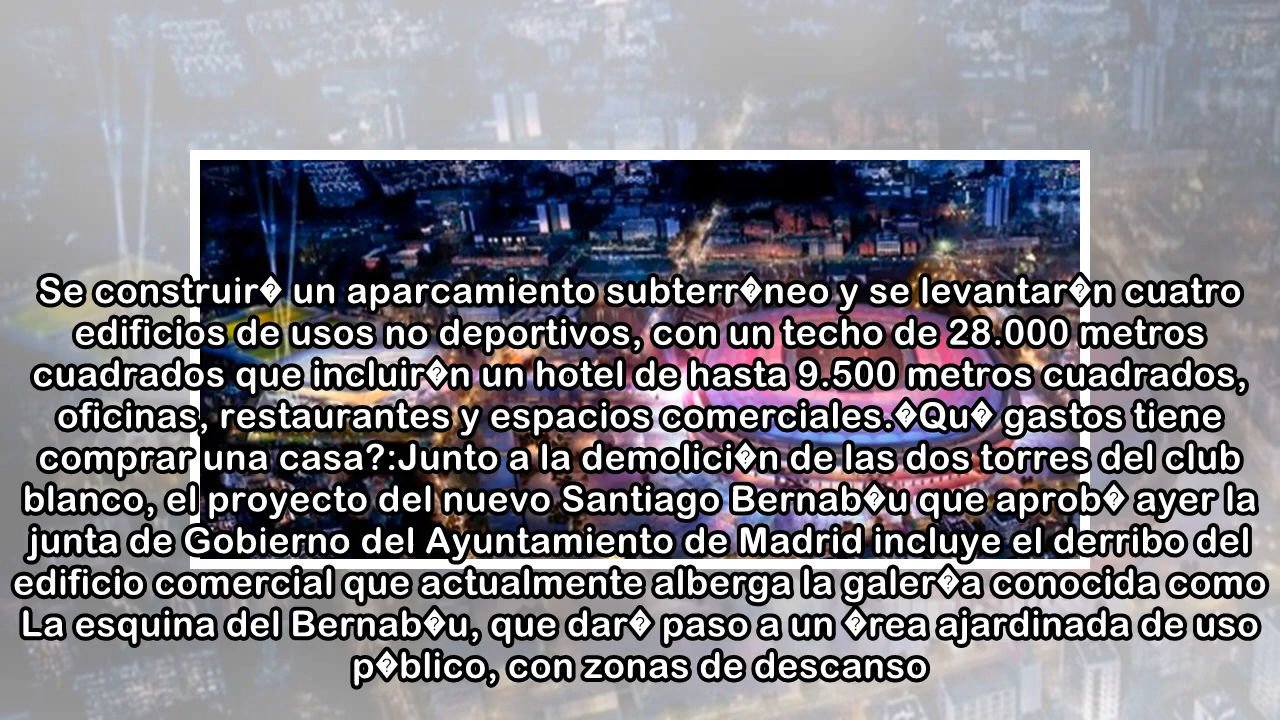 Se construir� un aparcamiento subterr�neo y se levantar�n cuatro
edificios de usos no deportivos, con un techo de 28.000 metros
cuadrados que incluir�n un hotel de hasta 9.500 metros cuadrados,
oficinas, restaurantes y espacios comerciales.�Qu� gastos tiene
comprar una casa?:Junto a la demolici�n de las dos torres del club
blanco, el proyecto del nuevo Santiago Bernab�u que aprob� ayer la
junta de Gobierno del Ayuntamiento de Madrid incluye el derribo del
edificio comercial que actualmente alberga la galer�a conocida como
La esquina del Bernab�u, que dar� paso a un �rea ajardinada de uso
p�blico, con zonas de descanso